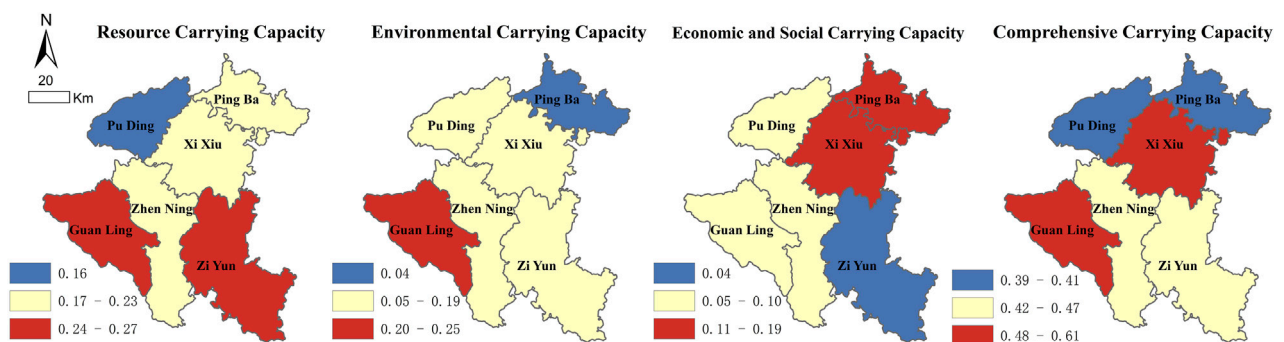 N
20
Km
Resource Carrying Capacity
Ping Ba
Pu Ding
Xi Xiu
Zhen Ning
Guan Ling
Zi Yun
0.16
0.17 - 0.23
0.24 - 0.27
Environmental Carrying Capacity
Ping Ba
Pu Ding
Xi Xiu
Zhen Ning
Guan Ling
Zi Yun
0.04
0.05 - 0.19
0.20 - 0.25
Economic and Social Carrying Capacity
Ping Ba
Pu Ding
Xi Xiu
Zhen Ning
Guan Ling
Zi Yun
0.04
0.05 - 0.10
0.11 - 0.19
Comprehensive Carrying Capacity
Ping Ba
Pu Ding
Xi Xiu
Zhen Ning
Guan Ling
Zi Yun
0.39 - 0.41
0.42 - 0.47
0.48 - 0.61